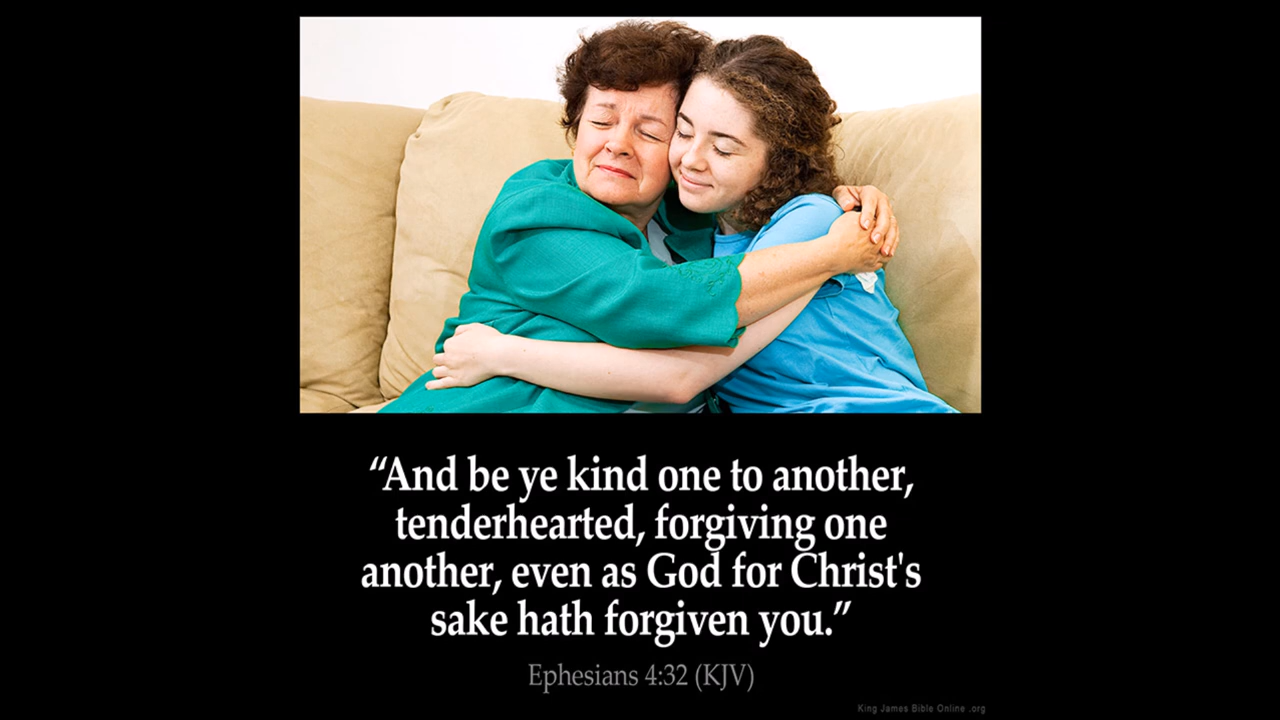 “And be ye kind one to another,
tenderhearted, forgiving one
another, even as God for Christ's
sake hath forgiven you.”
Ephesians 4:32 (KJV)
King James Bible Online .org